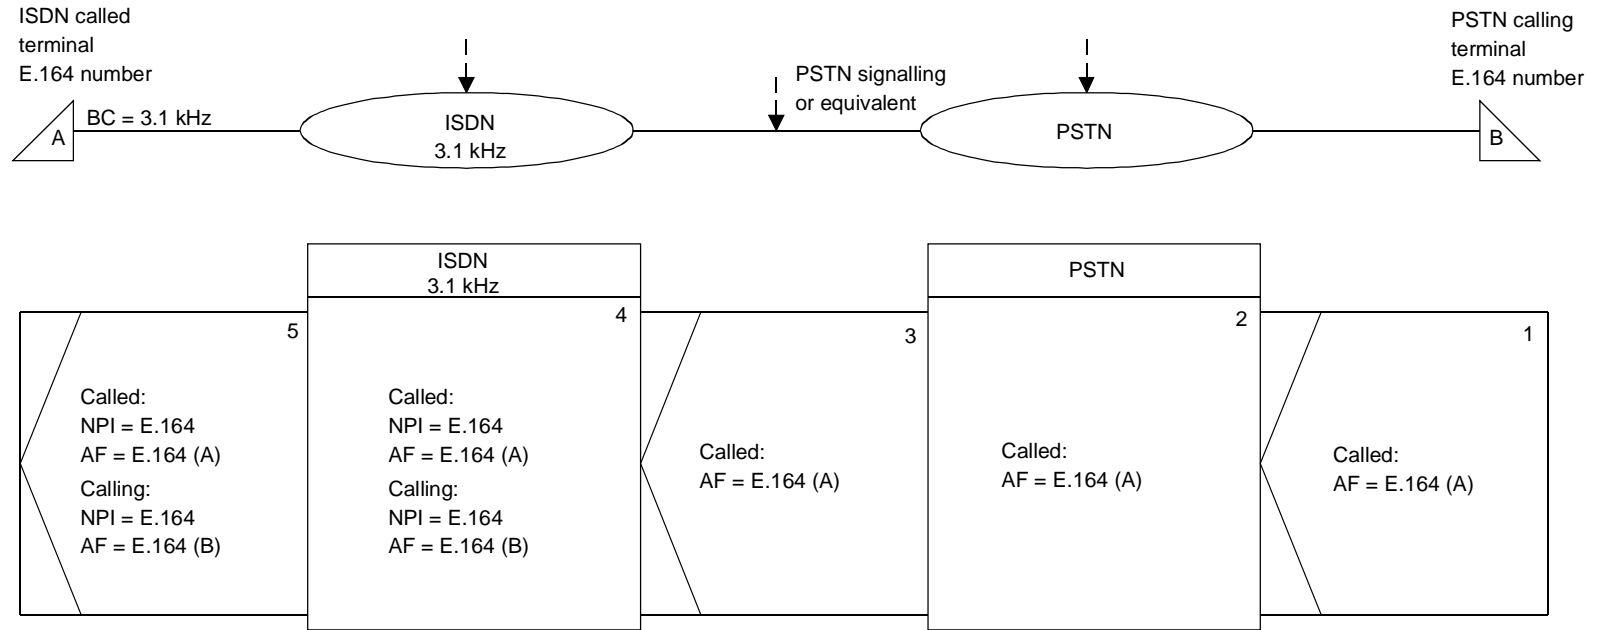 ISDN called
terminal
E.164 number
PSTN calling
terminal
E.164 number
PSTN signalling
or equivalent
A
BC = 3.1 kHz
ISDN
3.1 kHz
PSTN
B
ISDN
3.1 kHz
PSTN
5
Called:
NPI = E.164
AF = E.164 (A)
Calling:
NPI = E.164
AF = E.164 (B)
4
Called:
NPI = E.164
AF = E.164 (A)
Calling:
NPI = E.164
AF = E.164 (B)
3
Called:
AF = E.164 (A)
2
Called:
AF = E.164 (A)
1
Called:
AF = E.164 (A)